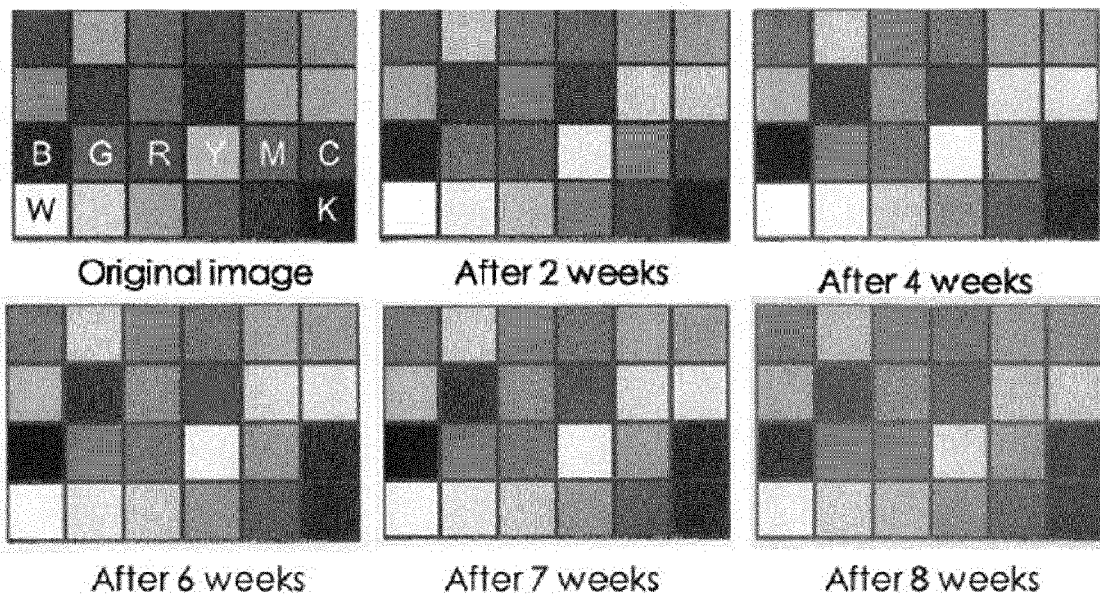 B G R Y M C
W K
Original image
After 2 weeks
After 4 weeks
After 6 weeks
After 7 weeks
After 8 weeks